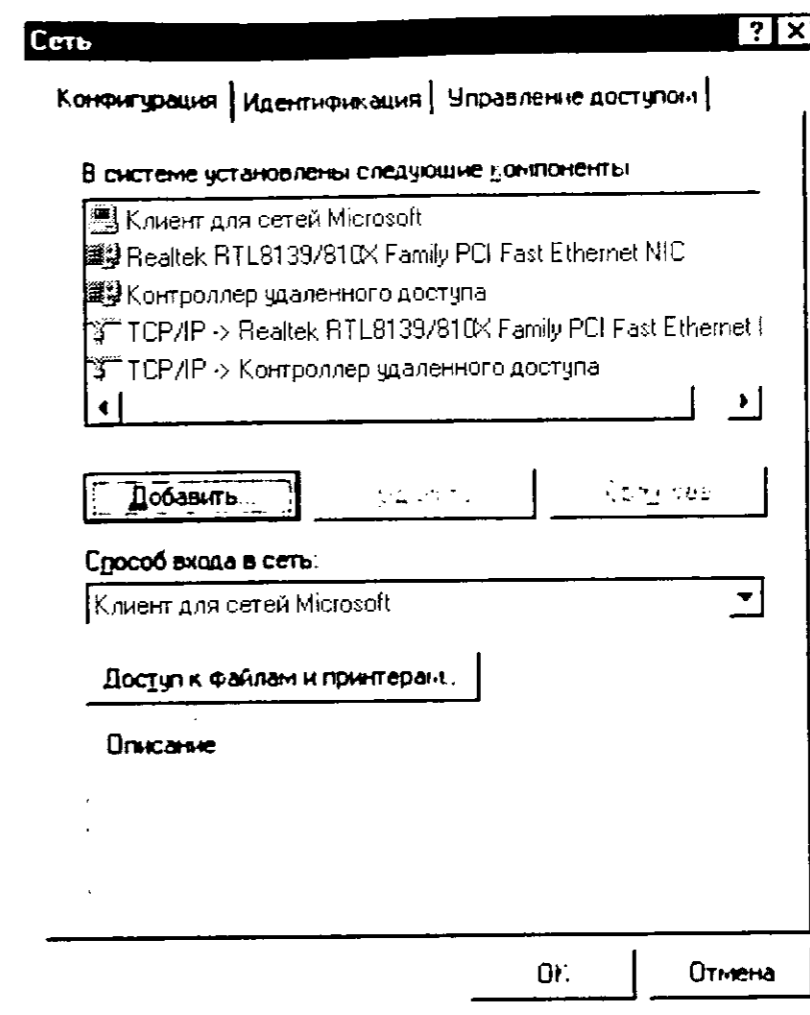 Сеть
Конфигурация Идентификация Управление доступом
В системе установлены следующие компоненты
Клиент для сетей Microsoft
Realtek RTL8139/810X Family PCI Fast Ethernet NIC
Контроллер удаленного доступа
TCP/IP -> Realtek RTL8139/810X Family PCI Fast Ethernet
TCP/IP -> Контроллер удаленного доступа
Добавить...
Способ входа в сеть:
Клиент для сетей Microsoft
Доступ к файлам и принтерам...
Описание
OK Отмена